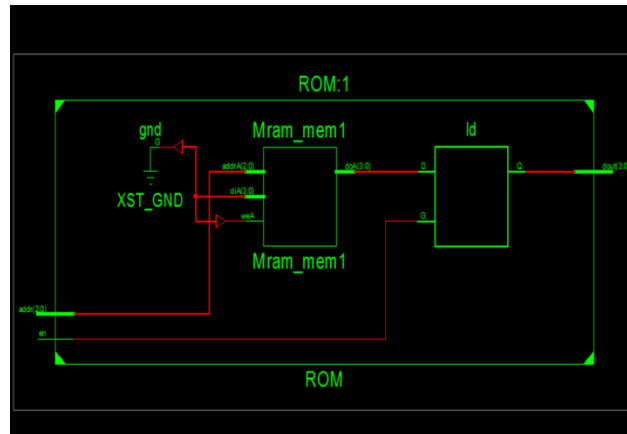 ROM:1
gnd
G
XST_GND
Mram_mem1
addrA(2:0)
diA(3:0)
weA
doA(3:0)
Mram_mem1
ld
D
Q
G
dout(3:0)
addr(2:0)
en
ROM